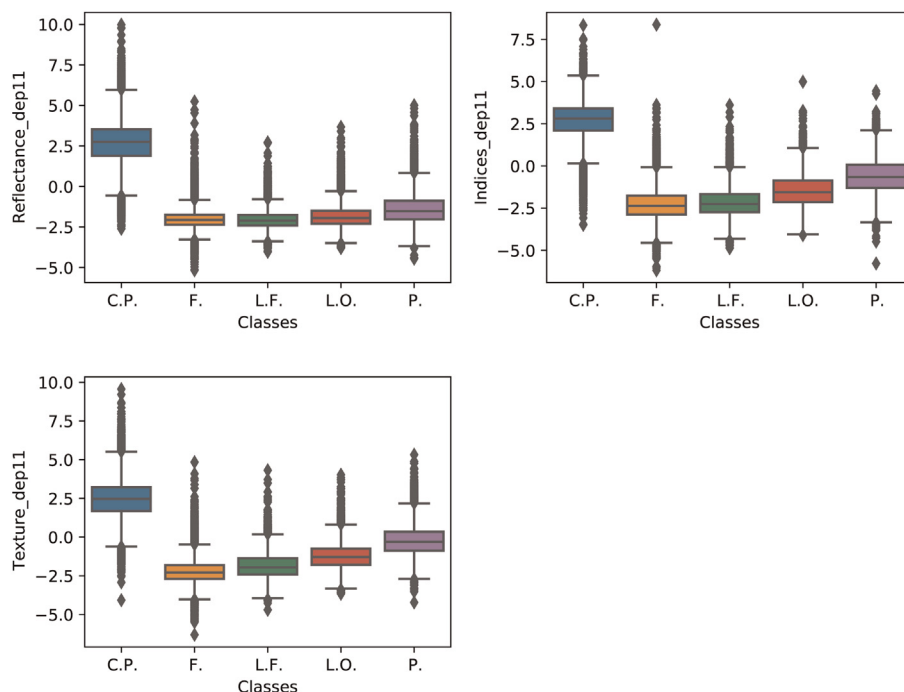 10.0
7.5
5.0
2.5
0.0
−2.5
−5.0
Reflectance_dep11
C.P. F. L.F. L.O. P.
Classes
7.5
5.0
2.5
0.0
−2.5
−5.0
Indices_dep11
C.P. F. L.F. L.O. P.
Classes
10.0
7.5
5.0
2.5
0.0
−2.5
−5.0
Texture_dep11
C.P. F. L.F. L.O. P.
Classes